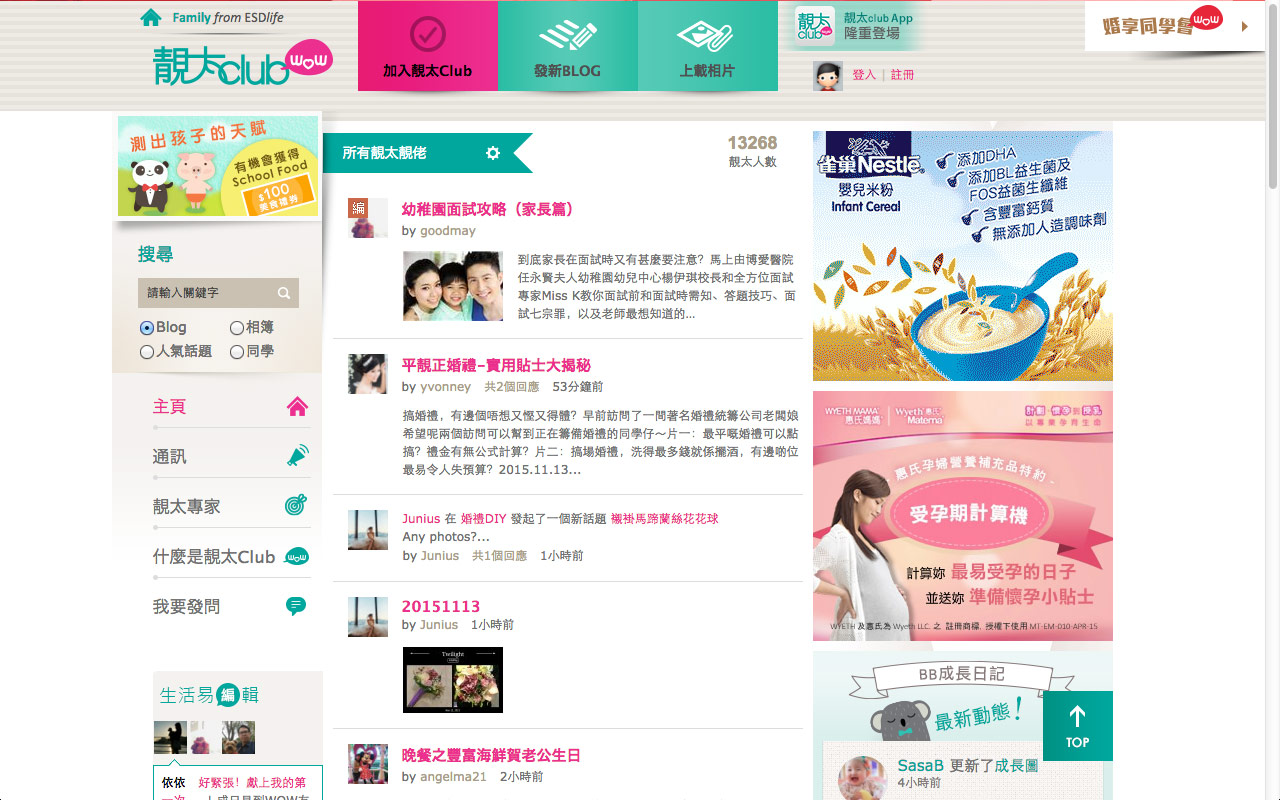 Family from ESDlife
靚太club WOW
加入靚太Club
發新BLOG
上載相片
靚太club
靚太club App
隆重登場
登入 | 註冊
婚享同學會 WOW
測出孩子的天賦
有機會獲得
School Food
$100
美食禮券
搜尋
請輸入關鍵字
Blog
相簿
人氣話題
同學
主頁
通訊
靚太專家
什麼是靚太Club
WOW
我要發問
生活易編輯
依依
好緊張！獻上我的第
一次
所有靚太靚佬
13268
靚太人數
編
幼稚園面試攻略（家長篇）
by goodmay
到底家長在面試時又有甚麼要注意？馬上由博愛醫院
任永賢夫人幼稚園幼兒中心楊伊琪校長和全方位面試
專家Miss K教你面試前和面試時需知、答題技巧、面
試七宗罪，以及老師最想知道的...
平靚正婚禮–實用貼士大揭秘
by yvonney 共2個回應 53分鐘前
搞婚禮，有邊個唔想又慳又得體？早前訪問了一間著名婚禮統籌公司老闆娘
希望呢兩個訪問可以幫到正在籌備婚禮的同學仔～片一：最平嘅婚禮可以點
搞？禮金有無公式計算？片二：搞場婚禮，洗得最多錢就係擺酒，有邊啲位
最易令人失預算？2015.11.13...
Junius 在 婚禮DIY 發起了一個新話題 襯褂馬蹄蘭絲花花球
Any photos?...
by Junius 共1個回應 1小時前
20151113
by Junius 1小時前
Twilight
晚餐之豐富海鮮賀老公生日
by angelma21 2小時前
雀巢 Nestlé
嬰兒米粉
Infant Cereal
添加DHA
添加BL益生菌及
FOS益菌生纖維
含豐富鈣質
無添加人造調味劑
WYETH MAMA
惠氏媽媽
Wyeth 惠氏
Materna
計劃‧懷孕到授乳
以專業孕育生命
惠氏孕婦營養補充品特約
受孕期計算機
計算妳 最易受孕的日子
並送妳 準備懷孕小貼士
WYETH 及惠氏為 Wyeth LLC. 之 註冊商標. 授權下使用 MT-EM-010-APR-15
BB成長日記
最新動態！
TOP
SasaB 更新了成長圖
4小時前